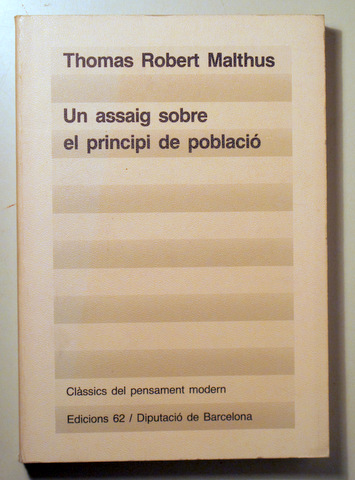 Thomas Robert Malthus
Un assaig sobre
el principi de població
Clàssics del pensament modern
Edicions 62 / Diputació de Barcelona